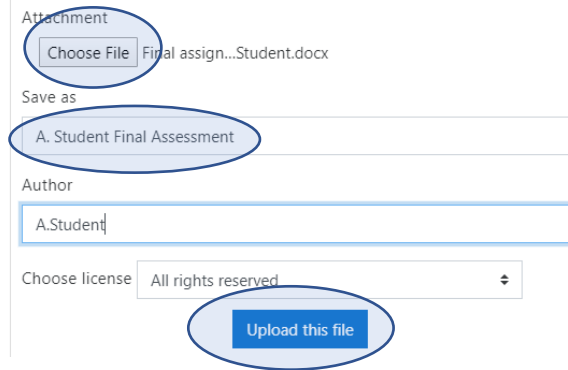 Attachment
Choose File Final assign...Student.docx
Save as
A. Student Final Assessment
Author
A.Student
Choose license All rights reserved
Upload this file